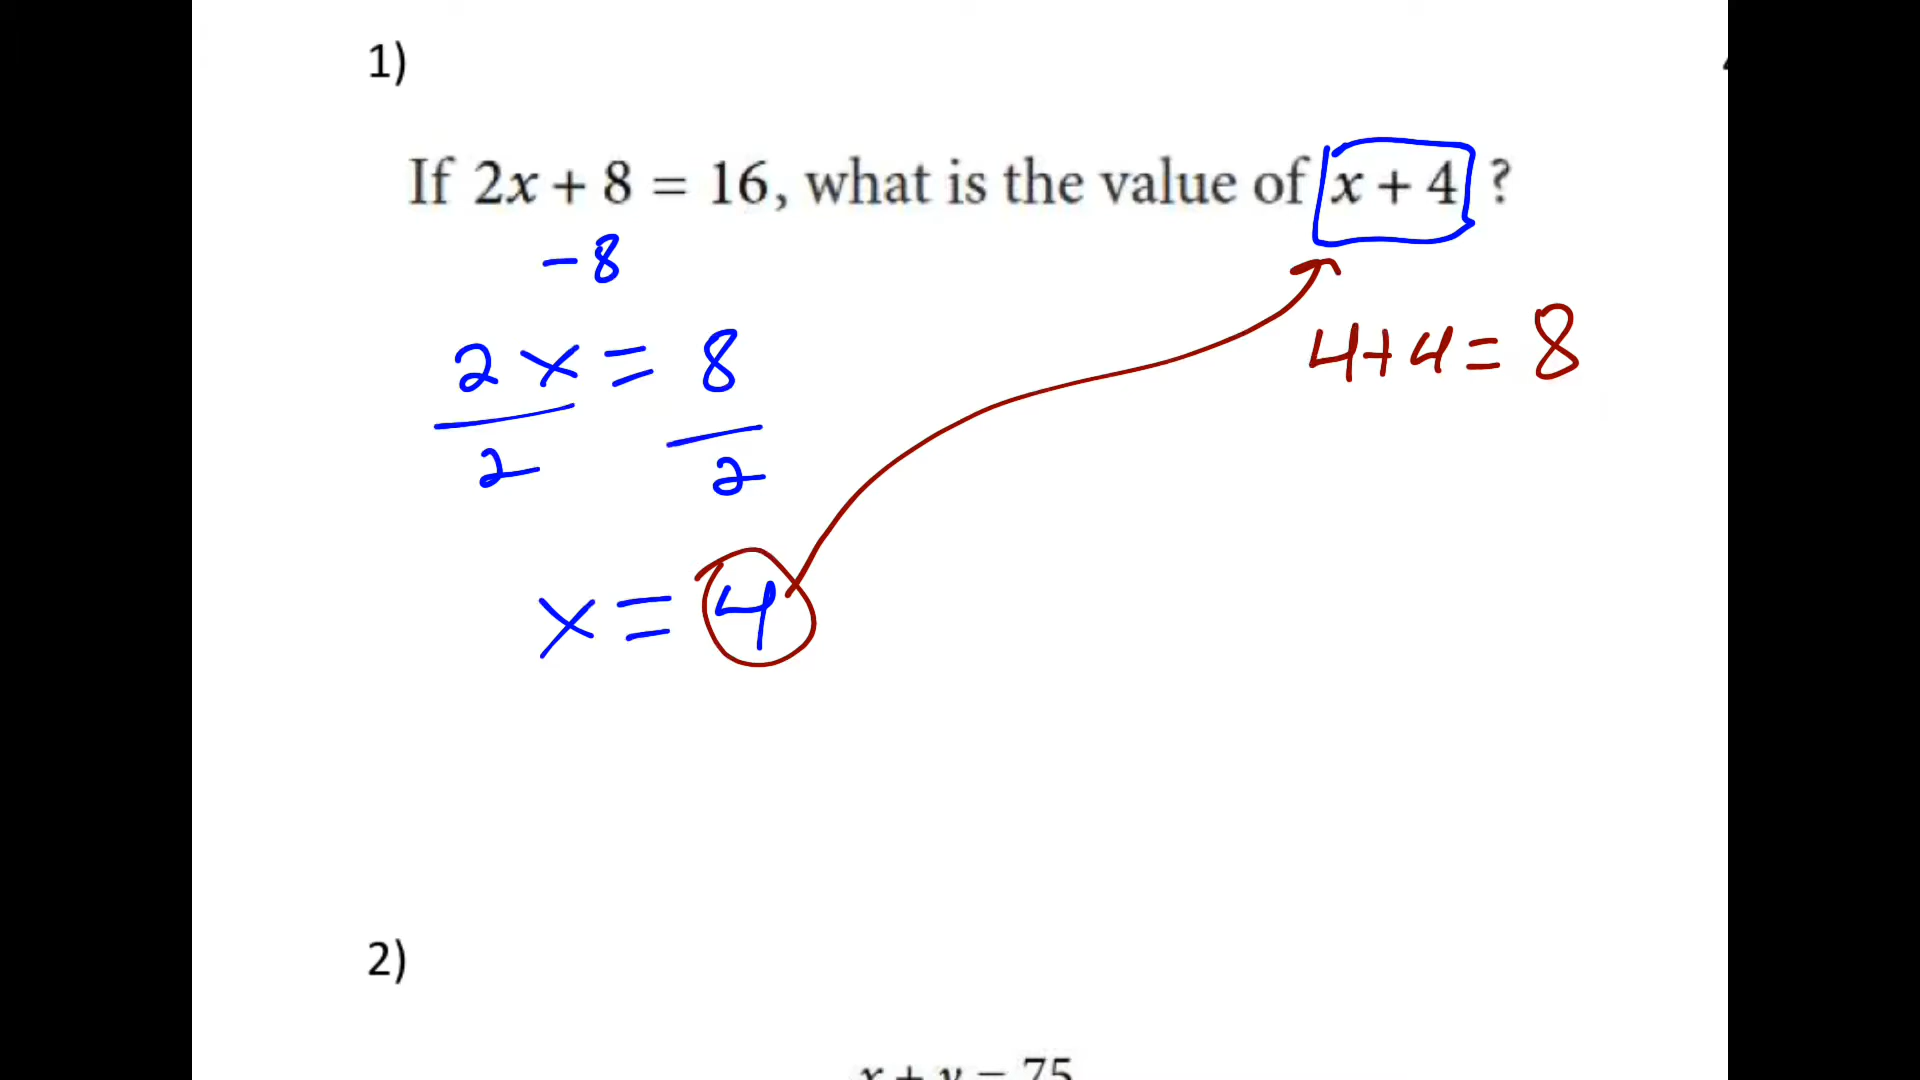 1)
If 2x + 8 = 16, what is the value of x + 4 ?
-8
4+4=8
2x = 8
2 2
x = 4
2)
x + y = 75